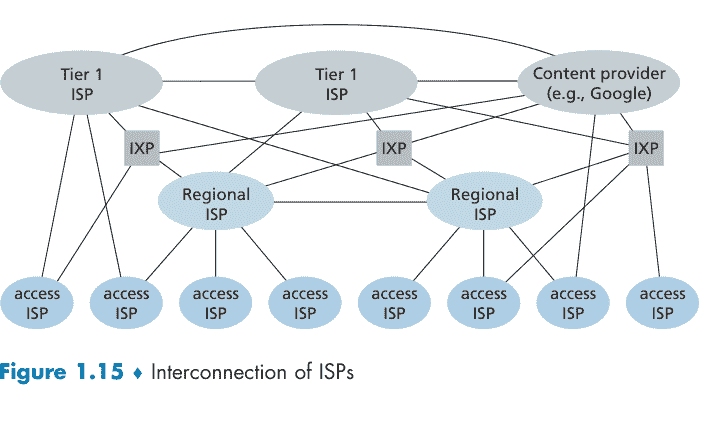 Tier 1
ISP
Tier 1
ISP
Content provider
(e.g., Google)
IXP
IXP
IXP
Regional
ISP
Regional
ISP
access
ISP
access
ISP
access
ISP
access
ISP
access
ISP
access
ISP
access
ISP
access
ISP
Figure 1.15 ♦ Interconnection of ISPs